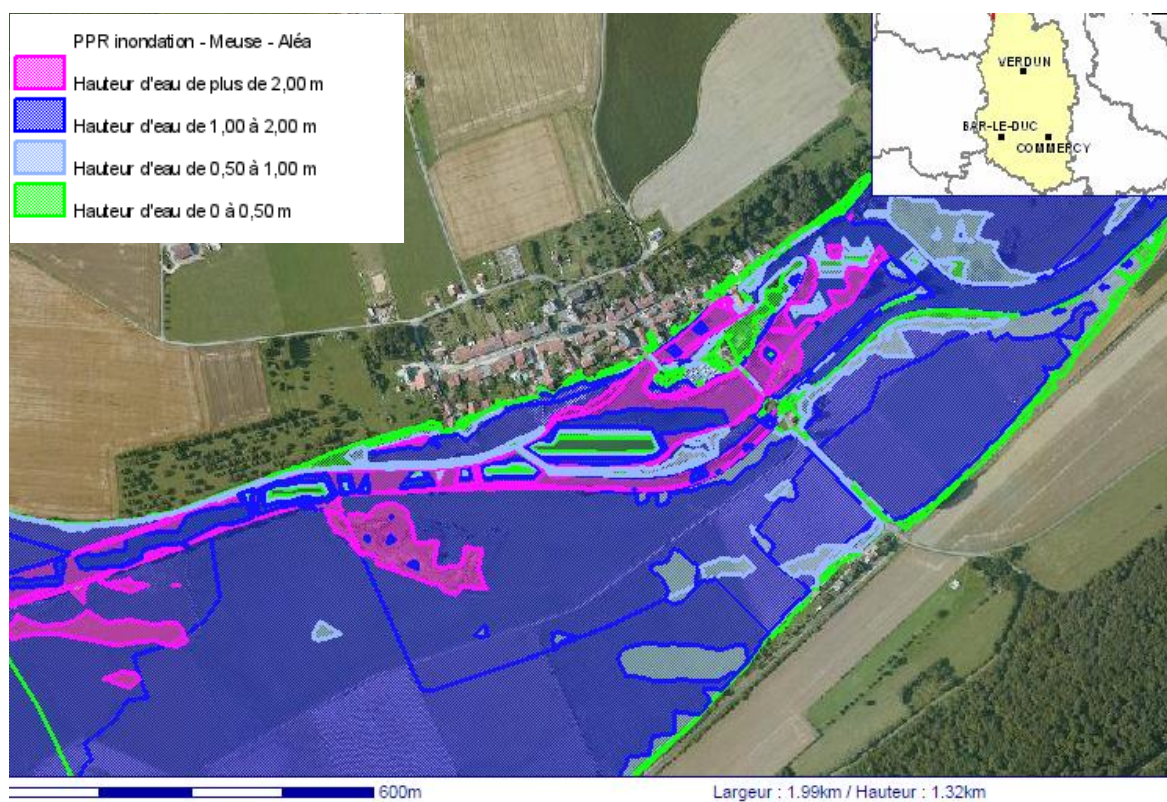 PPR inondation - Meuse - Aléa
Hauteur d'eau de plus de 2,00 m
Hauteur d'eau de 1,00 à 2,00 m
Hauteur d'eau de 0,50 à 1,00 m
Hauteur d'eau de 0 à 0,50 m
VERDUN
BAR-LE-DUC
COMMERCY
600m
Largeur : 1.99km / Hauteur : 1.32km